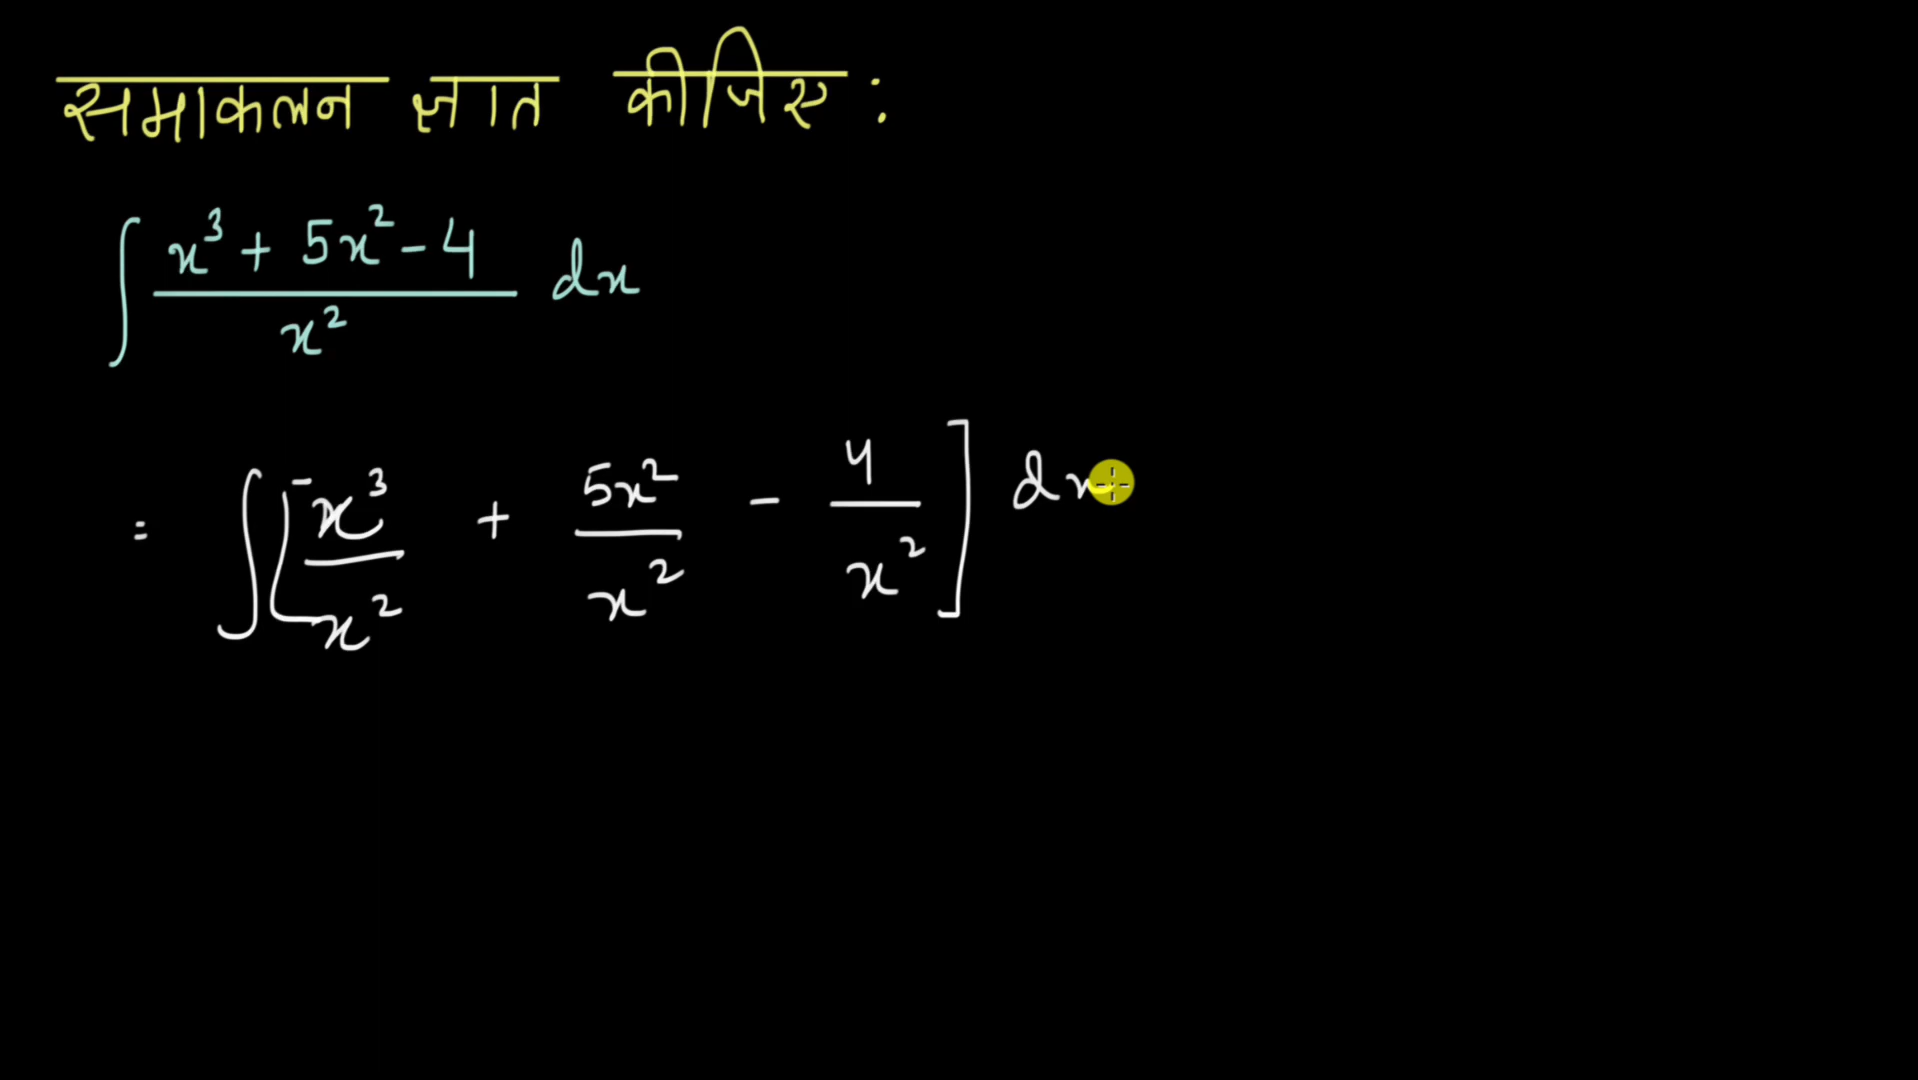 समाकलन ज्ञात कीजिए :
∫ (x³ + 5x² - 4) / x² dx
= ∫ [ x³/x² + 5x²/x² - 4/x² ] dx